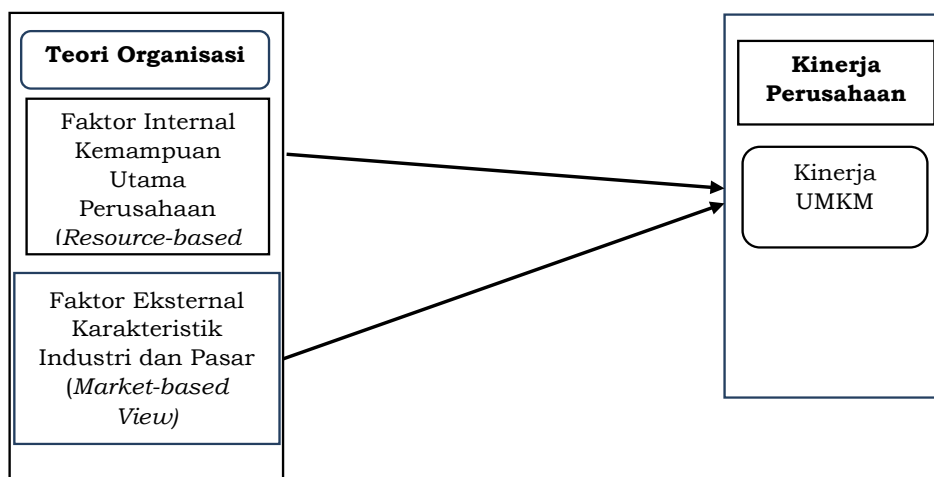 Teori Organisasi
Faktor Internal
Kemampuan
Utama
Perusahaan
(Resource-based
Faktor Eksternal
Karakteristik
Industri dan Pasar
(Market-based
View)
Kinerja
Perusahaan
Kinerja
UMKM